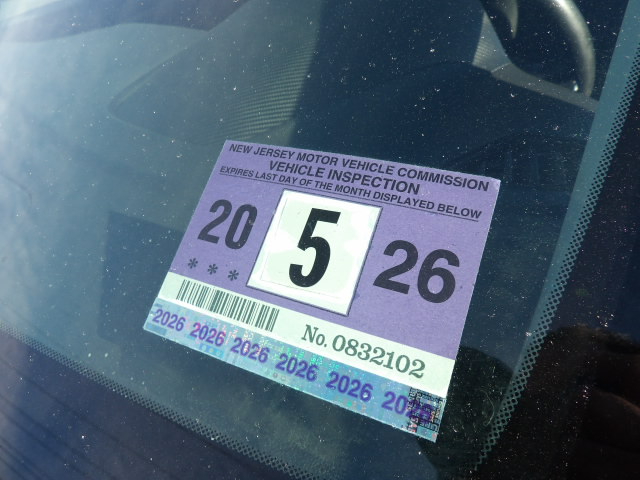 NEW JERSEY MOTOR VEHICLE COMMISSION
VEHICLE INSPECTION
EXPIRES LAST DAY OF THE MONTH DISPLAYED BELOW
20 5 26
***
No. 0832102
2026 2026 2026 2026 2026 20